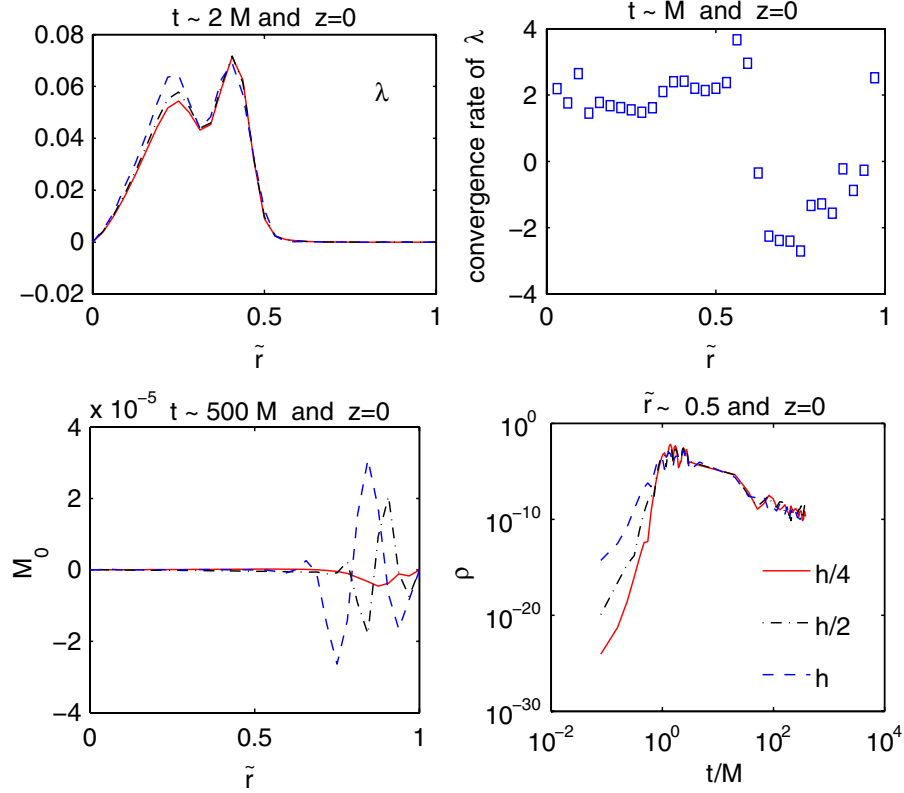 t ~ 2 M and z=0
0.08
0.06
0.04
0.02
0
−0.02
λ
0 0.5 1
r̃
t ~ M and z=0
convergence rate of λ
4
2
0
−2
−4
0 0.5 1
r̃
x 10⁻⁵
t ~ 500 M and z=0
M₀
4
2
0
−2
−4
0 0.5 1
r̃
r̃ ~ 0.5 and z=0
ρ
10⁰
10⁻¹⁰
10⁻²⁰
10⁻³⁰
h/4
h/2
h
10⁻² 10⁰ 10² 10⁴
t/M